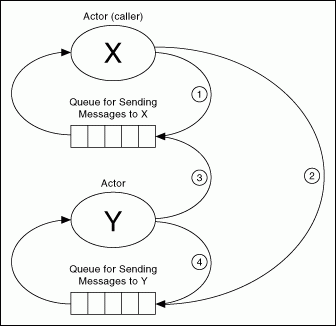 Actor (caller)
X
1
Queue for Sending
Messages to X
3
2
Actor
Y
4
Queue for Sending
Messages to Y